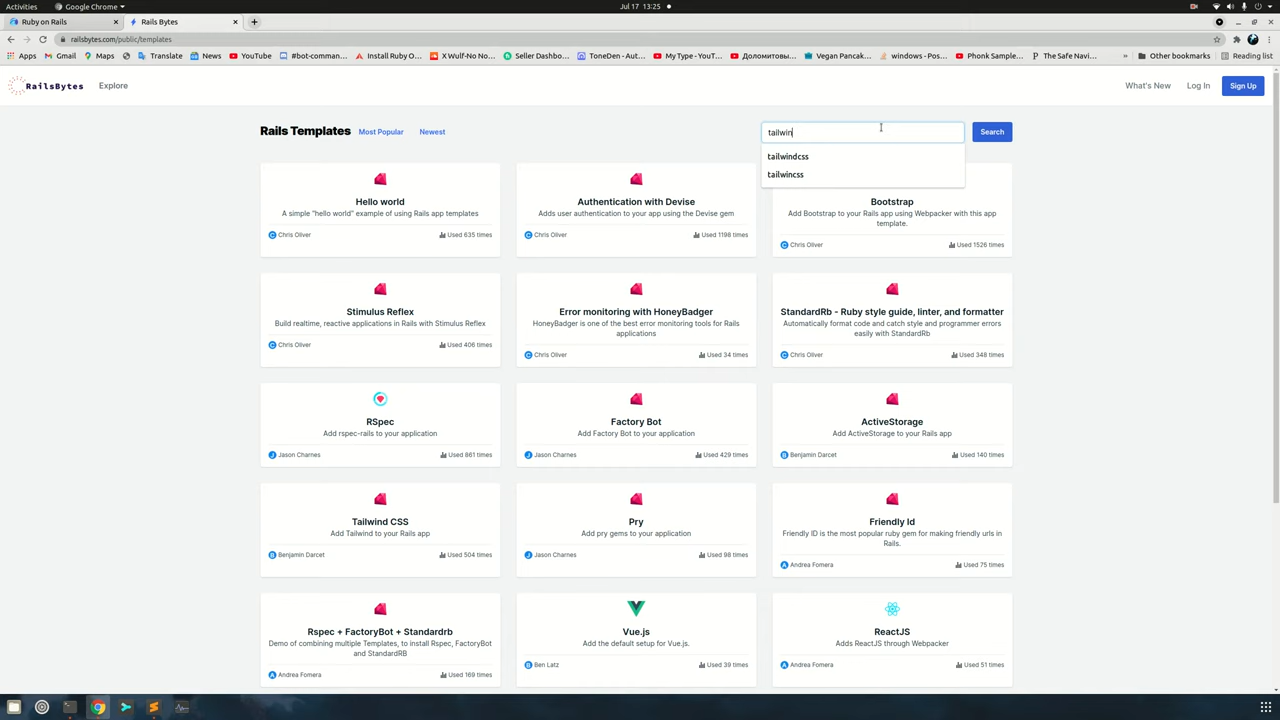 Activities
Google Chrome
Jul 17 13:25
Ruby on Rails
Rails Bytes
railsbytes.com/public/templates
Apps
Gmail
Maps
Translate
News
YouTube
#bot-comman...
Install Ruby O...
X Wulf-No No...
Seller Dashbo...
ToneDen - Aut...
My Type - YouT...
Доломитовы...
Vegan Pancak...
windows - Pos...
Phonk Sample...
The Safe Navi...
»
Other bookmarks
Reading list
RailsBytes
Explore
What's New
Log In
Sign Up
Rails Templates
Most Popular
Newest
tailwin
Search
tailwindcss
tailwincss
Hello world
A simple "hello world" example of using Rails app templates
Chris Oliver
Used 635 times
Authentication with Devise
Adds user authentication to your app using the Devise gem
Chris Oliver
Used 1198 times
Bootstrap
Add Bootstrap to your Rails app using Webpacker with this app
template.
Chris Oliver
Used 1526 times
Stimulus Reflex
Build realtime, reactive applications in Rails with Stimulus Reflex
Chris Oliver
Used 406 times
Error monitoring with HoneyBadger
HoneyBadger is one of the best error monitoring tools for Rails
applications
Chris Oliver
Used 34 times
StandardRb - Ruby style guide, linter, and formatter
Automatically format code and catch style and programmer errors
easily with StandardRb
Chris Oliver
Used 348 times
RSpec
Add rspec-rails to your application
Jason Charnes
Used 661 times
Factory Bot
Add Factory Bot to your application
Jason Charnes
Used 429 times
ActiveStorage
Add ActiveStorage to your Rails app
Benjamin Darcet
Used 140 times
Tailwind CSS
Add Tailwind to your Rails app
Benjamin Darcet
Used 504 times
Pry
Add pry gems to your application
Jason Charnes
Used 98 times
Friendly Id
Friendly ID is the most popular ruby gem for making friendly urls in
Rails.
Andrea Fomera
Used 75 times
Rspec + FactoryBot + Standardrb
Demo of combining multiple Templates, to install Rspec, FactoryBot
and StandardRB
Andrea Fomera
Used 169 times
Vue.js
Add the default setup for Vue.js.
Ben Latz
Used 39 times
ReactJS
Adds ReactJS through Webpacker
Andrea Fomera
Used 51 times